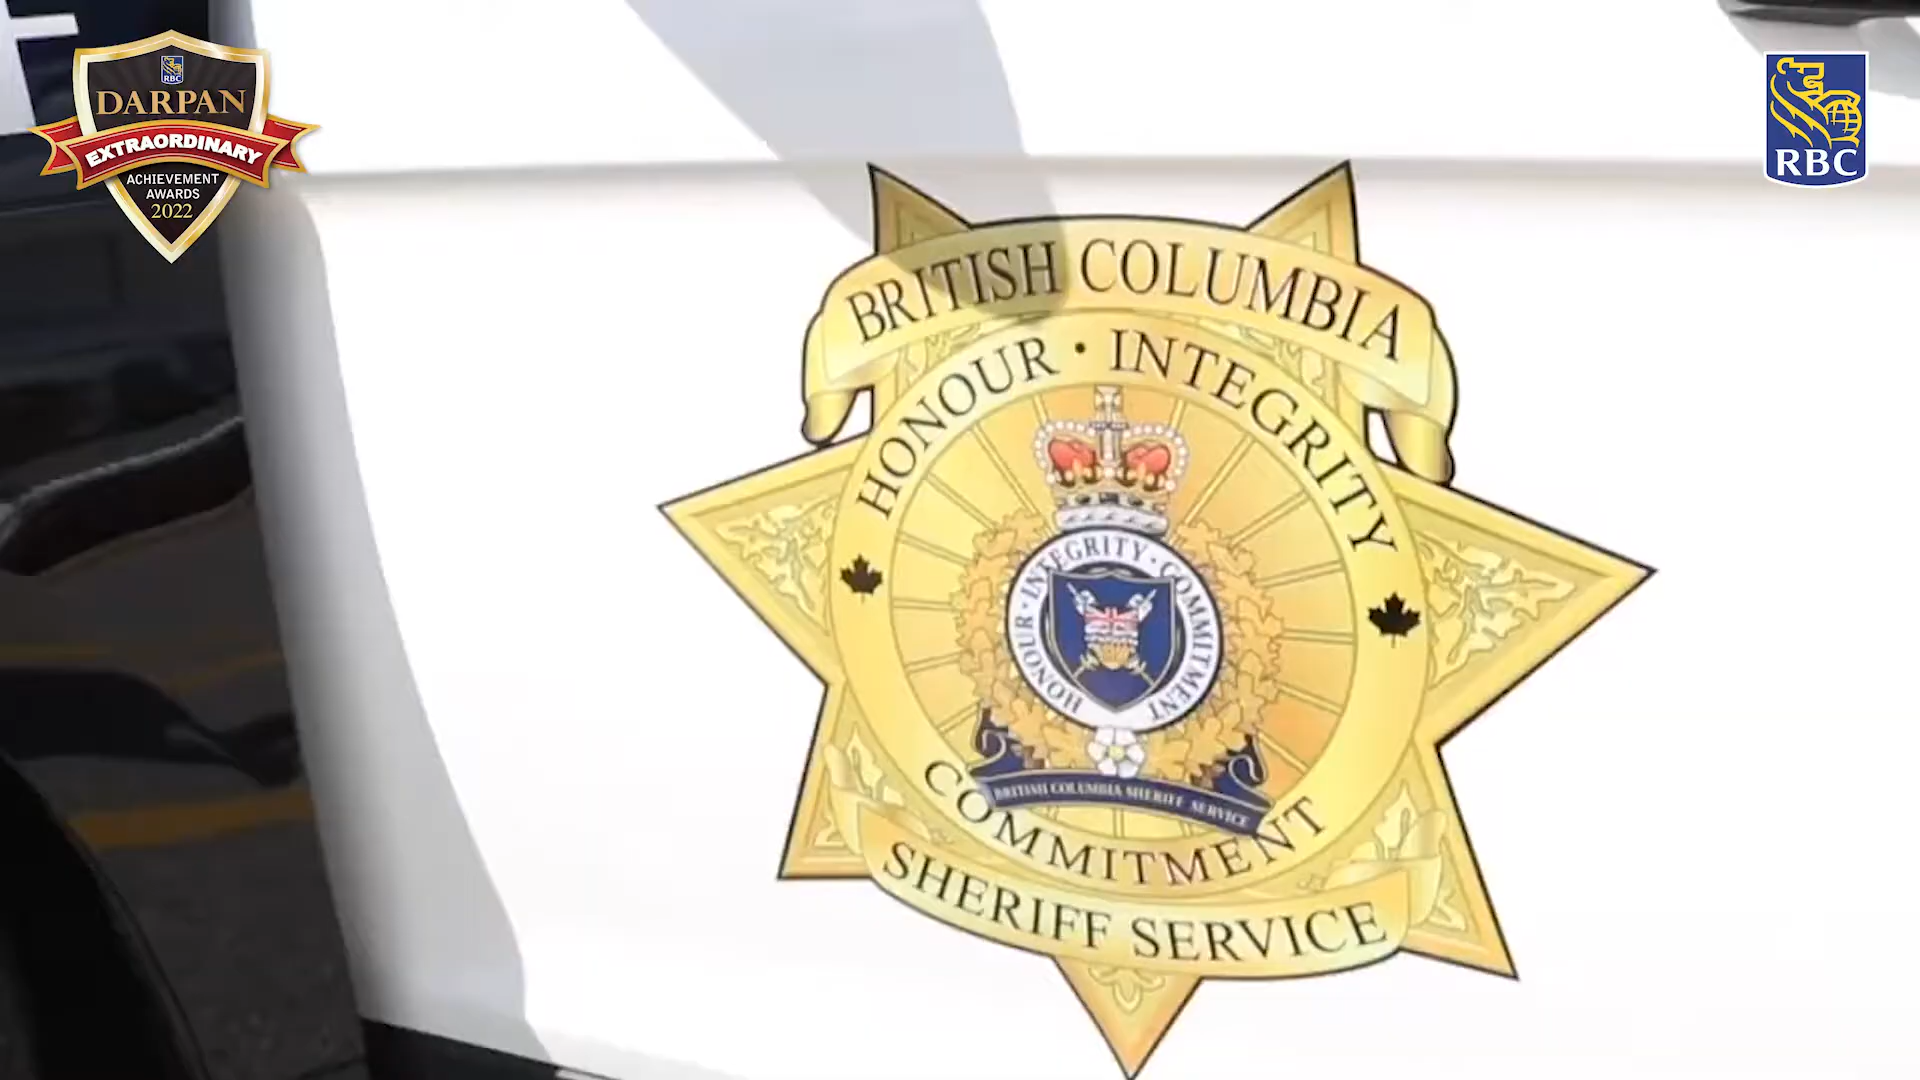 RBC
DARPAN
EXTRAORDINARY
ACHIEVEMENT
AWARDS
2022
RBC
BRITISH COLUMBIA
HONOUR · INTEGRITY
HONOUR · INTEGRITY · COMMITMENT
BRITISH COLUMBIA SHERIFF SERVICE
COMMITMENT
SHERIFF SERVICE